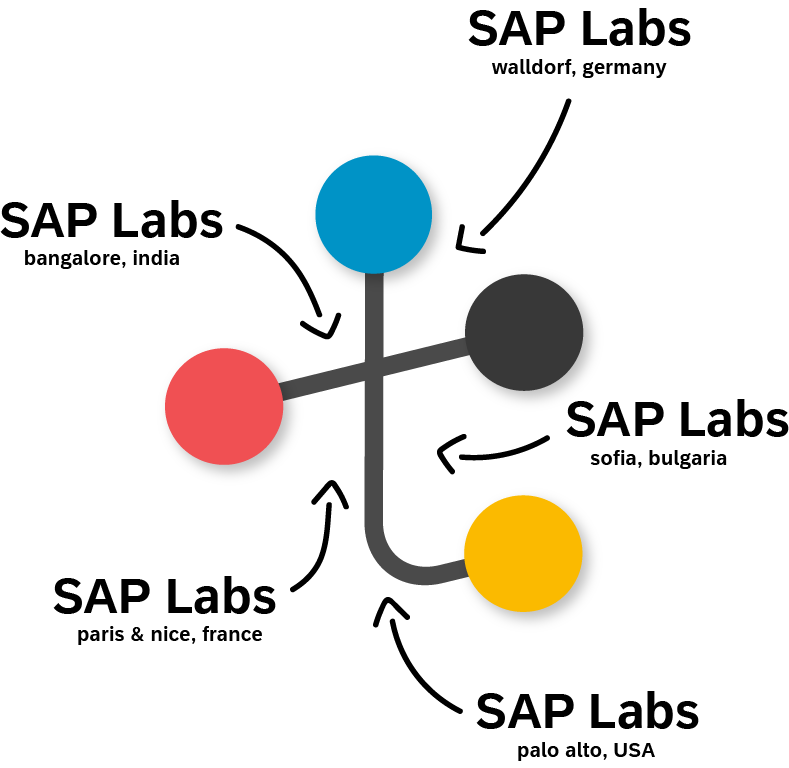 SAP Labs
walldorf, germany
SAP Labs
bangalore, india
SAP Labs
sofia, bulgaria
SAP Labs
paris & nice, france
SAP Labs
palo alto, USA